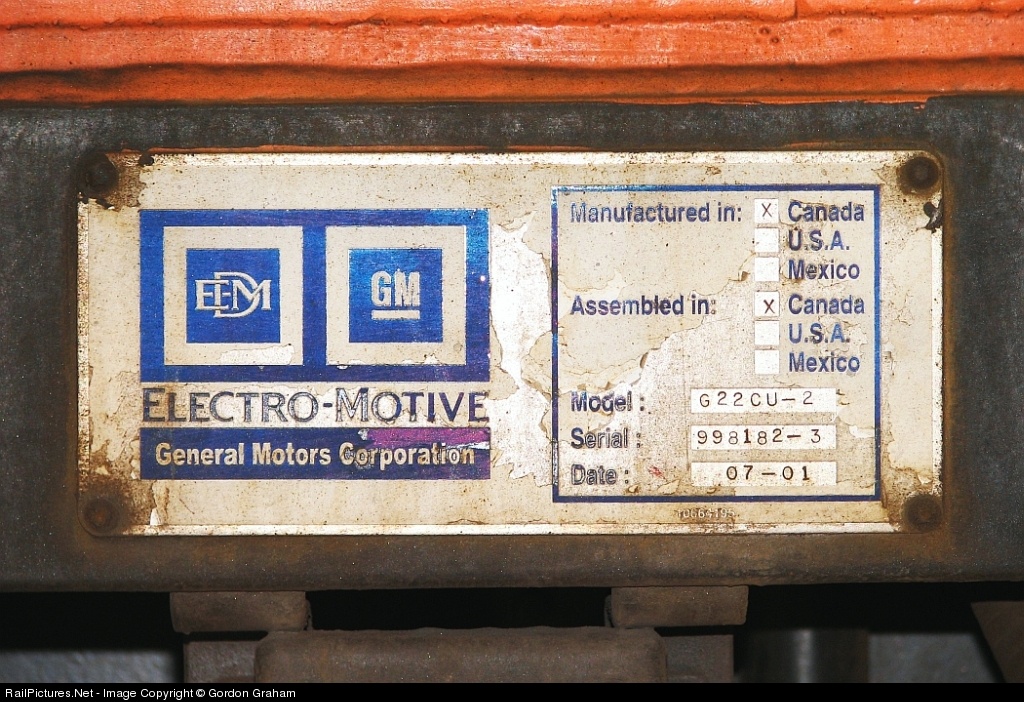 EMD
GM
ELECTRO-MOTIVE
General Motors Corporation
Manufactured in: X Canada
U.S.A.
Mexico
Assembled in: X Canada
U.S.A.
Mexico
Model : G22CU-2
Serial : 998182-3
Date : 07-01
RailPictures.Net - Image Copyright © Gordon Graham